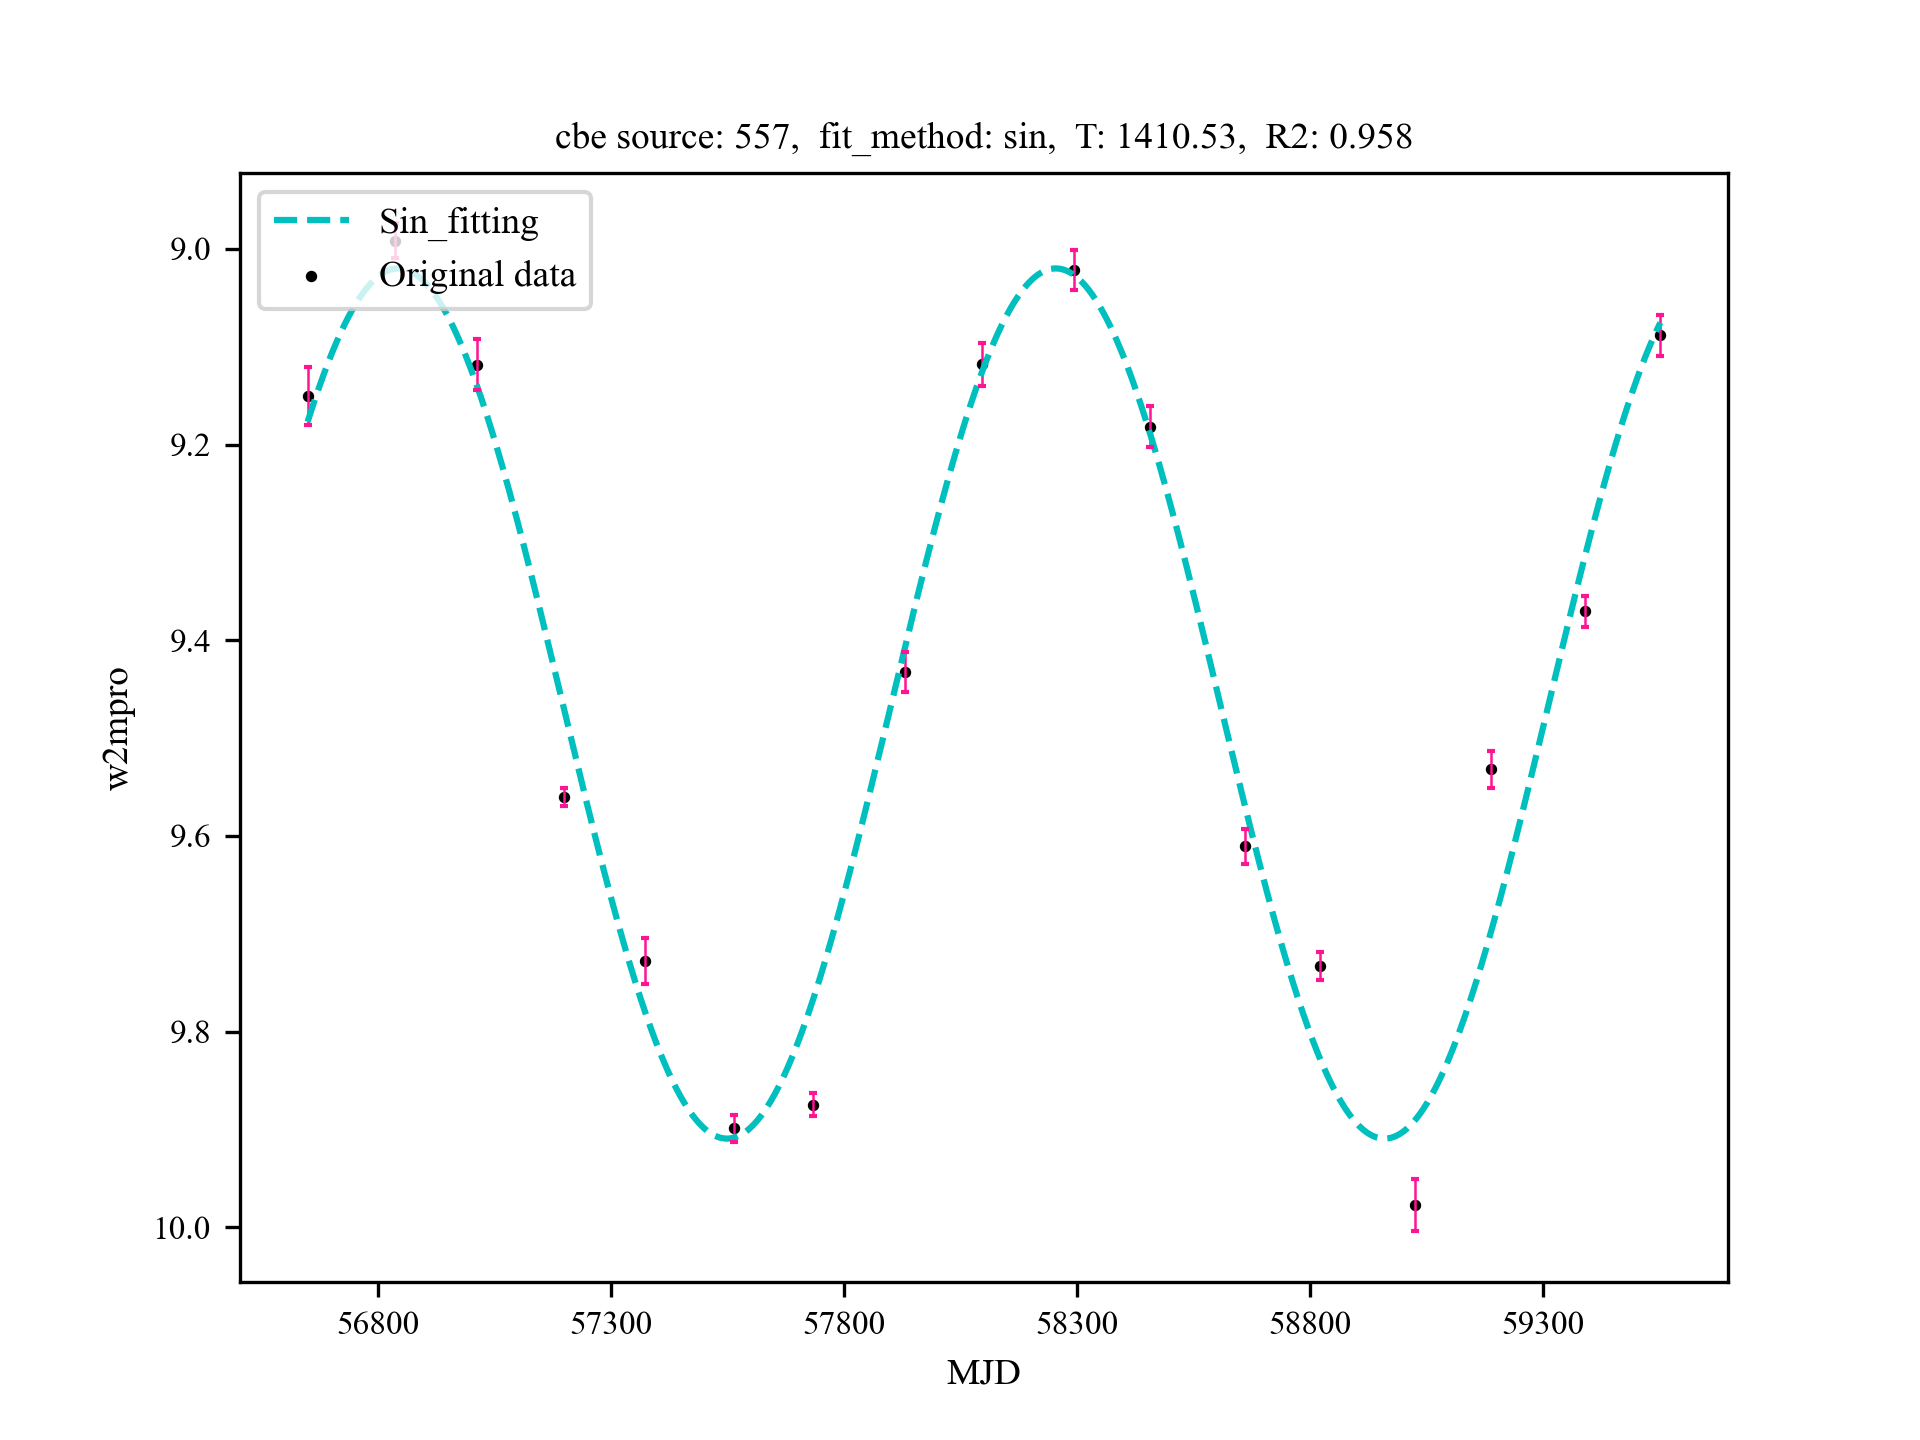 cbe source: 557, fit_method: sin, T: 1410.53, R2: 0.958
Sin_fitting
Original data
9.0
9.2
9.4
9.6
9.8
10.0
w2mpro
56800 57300 57800 58300 58800 59300
MJD